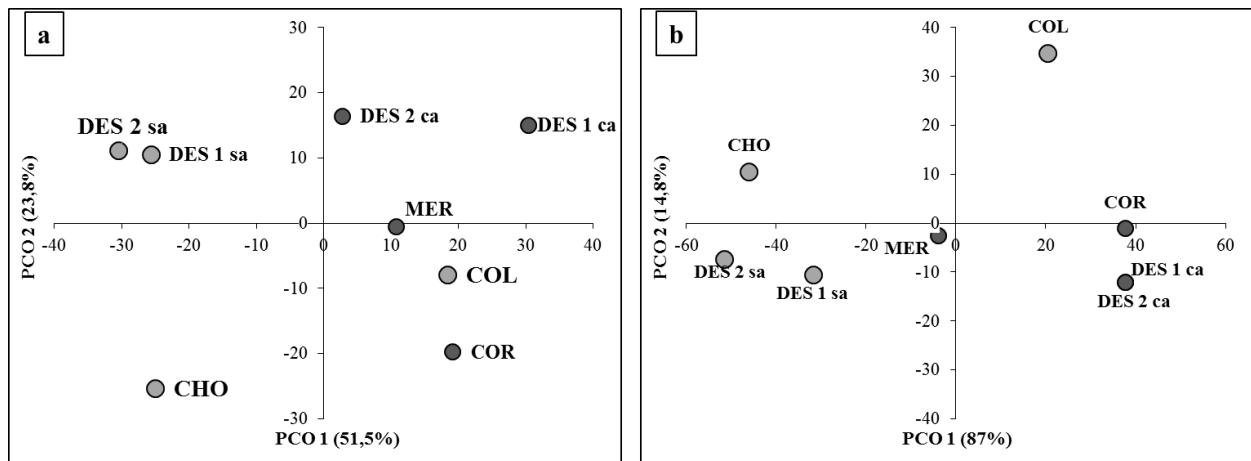 a
30
20
DES 2 ca
DES 1 ca
DES 2 sa
DES 1 sa
10
MER
0
-40 -30 -20 -10 0 10 20 30 40
COL
-10
COR
-20
CHO
-30
PCO 2 (23,8%)
PCO 1 (51,5%)
b
40
COL
30
20
CHO
10
COR
0
-60 -40 -20 0 20 40 60
MER
DES 2 sa
DES 1 sa
-10
DES 1 ca
DES 2 ca
-20
-30
-40
PCO 2 (14,8%)
PCO 1 (87%)